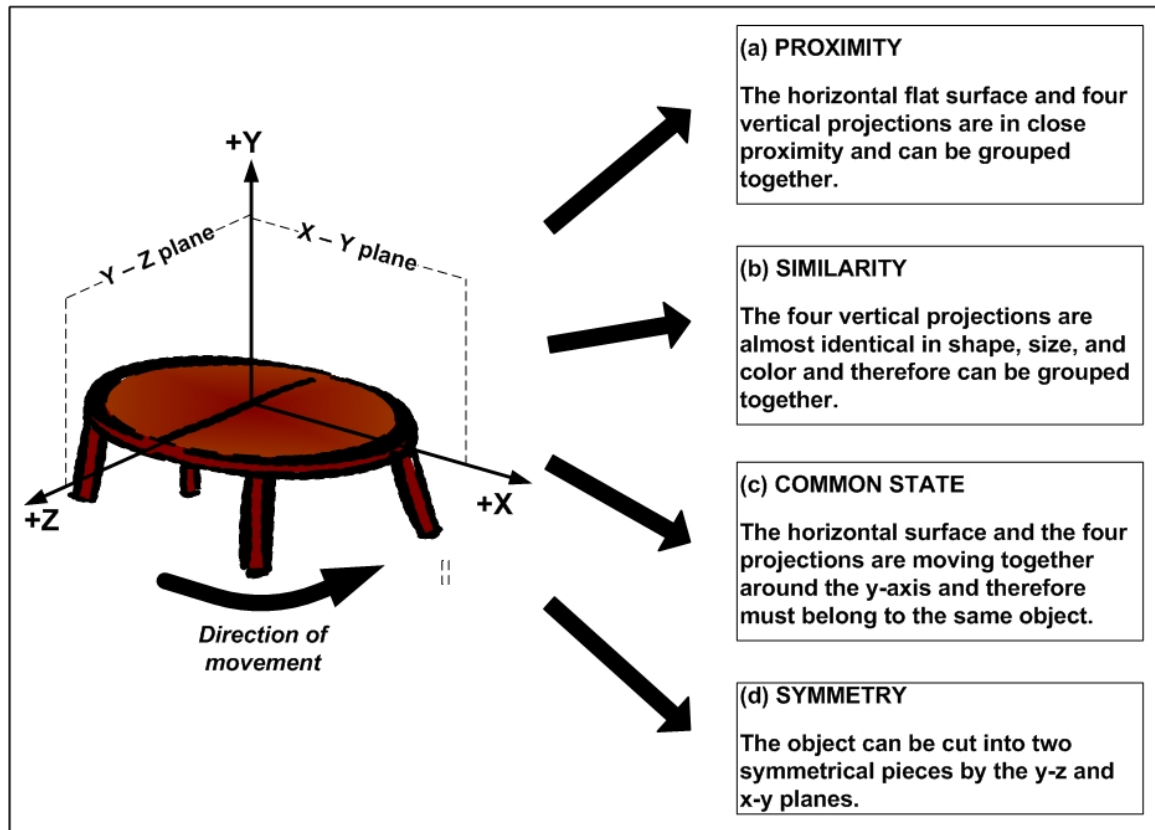 +Y
Y – Z plane
X – Y plane
+Z
+X
Direction of
movement
(a) PROXIMITY
The horizontal flat surface and four
vertical projections are in close
proximity and can be grouped
together.
(b) SIMILARITY
The four vertical projections are
almost identical in shape, size, and
color and therefore can be grouped
together.
(c) COMMON STATE
The horizontal surface and the four
projections are moving together
around the y-axis and therefore
must belong to the same object.
(d) SYMMETRY
The object can be cut into two
symmetrical pieces by the y-z and
x-y planes.